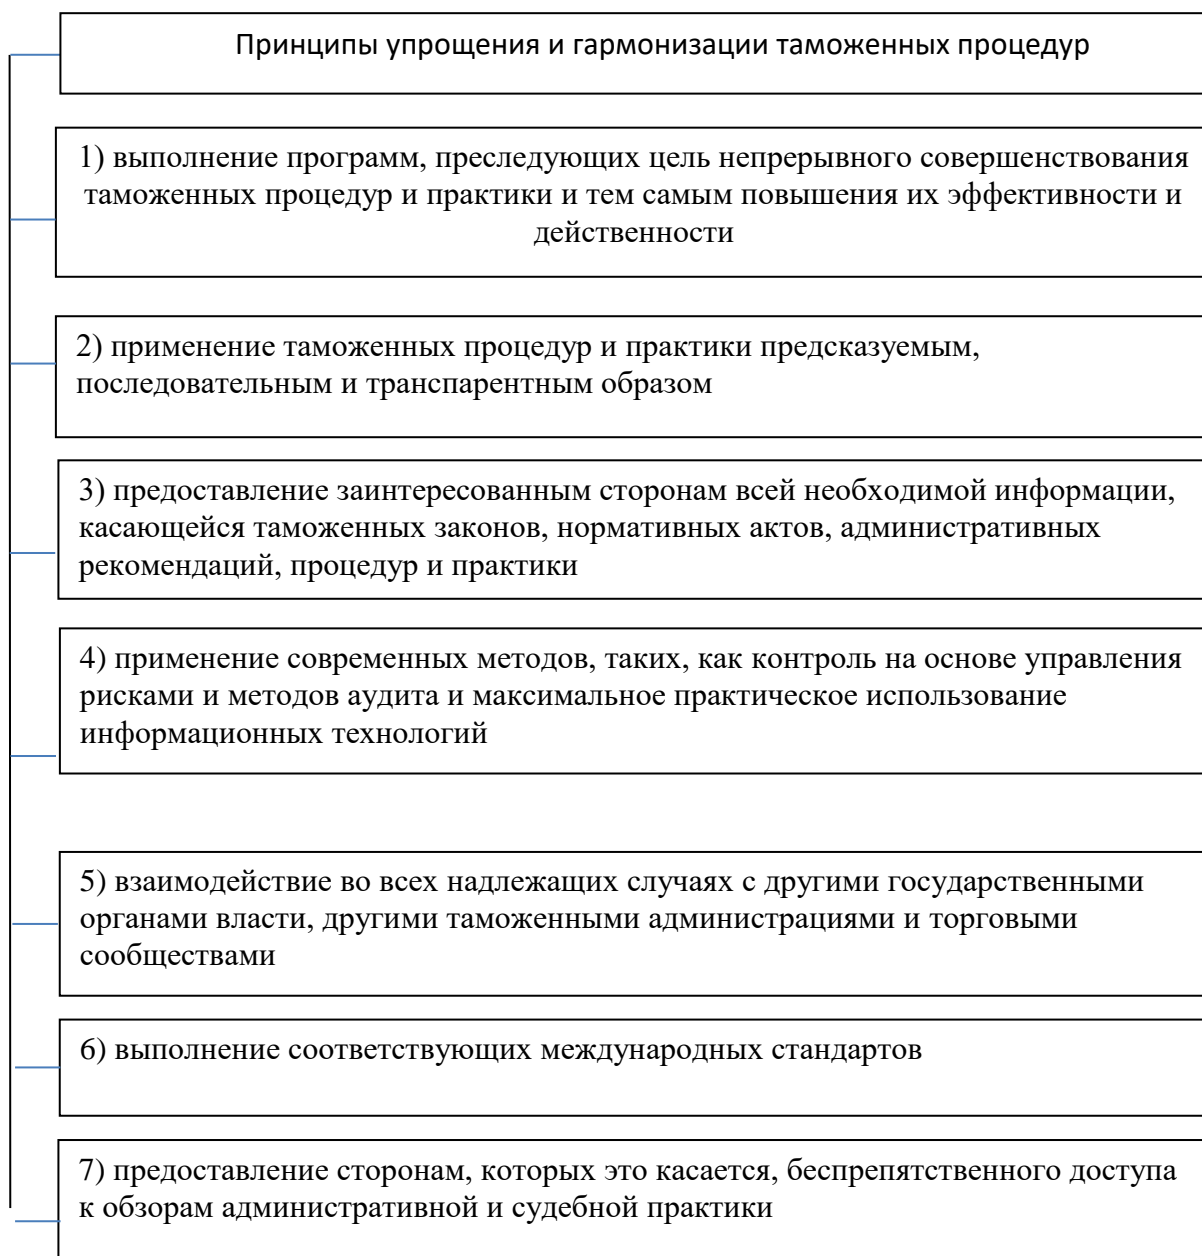 Принципы упрощения и гармонизации таможенных процедур
1) выполнение программ, преследующих цель непрерывного совершенствования
таможенных процедур и практики и тем самым повышения их эффективности и
действенности
2) применение таможенных процедур и практики предсказуемым,
последовательным и транспарентным образом
3) предоставление заинтересованным сторонам всей необходимой информации,
касающейся таможенных законов, нормативных актов, административных
рекомендаций, процедур и практики
4) применение современных методов, таких, как контроль на основе управления
рисками и методов аудита и максимальное практическое использование
информационных технологий
5) взаимодействие во всех надлежащих случаях с другими государственными
органами власти, другими таможенными администрациями и торговыми
сообществами
6) выполнение соответствующих международных стандартов
7) предоставление сторонам, которых это касается, беспрепятственного доступа
к обзорам административной и судебной практики